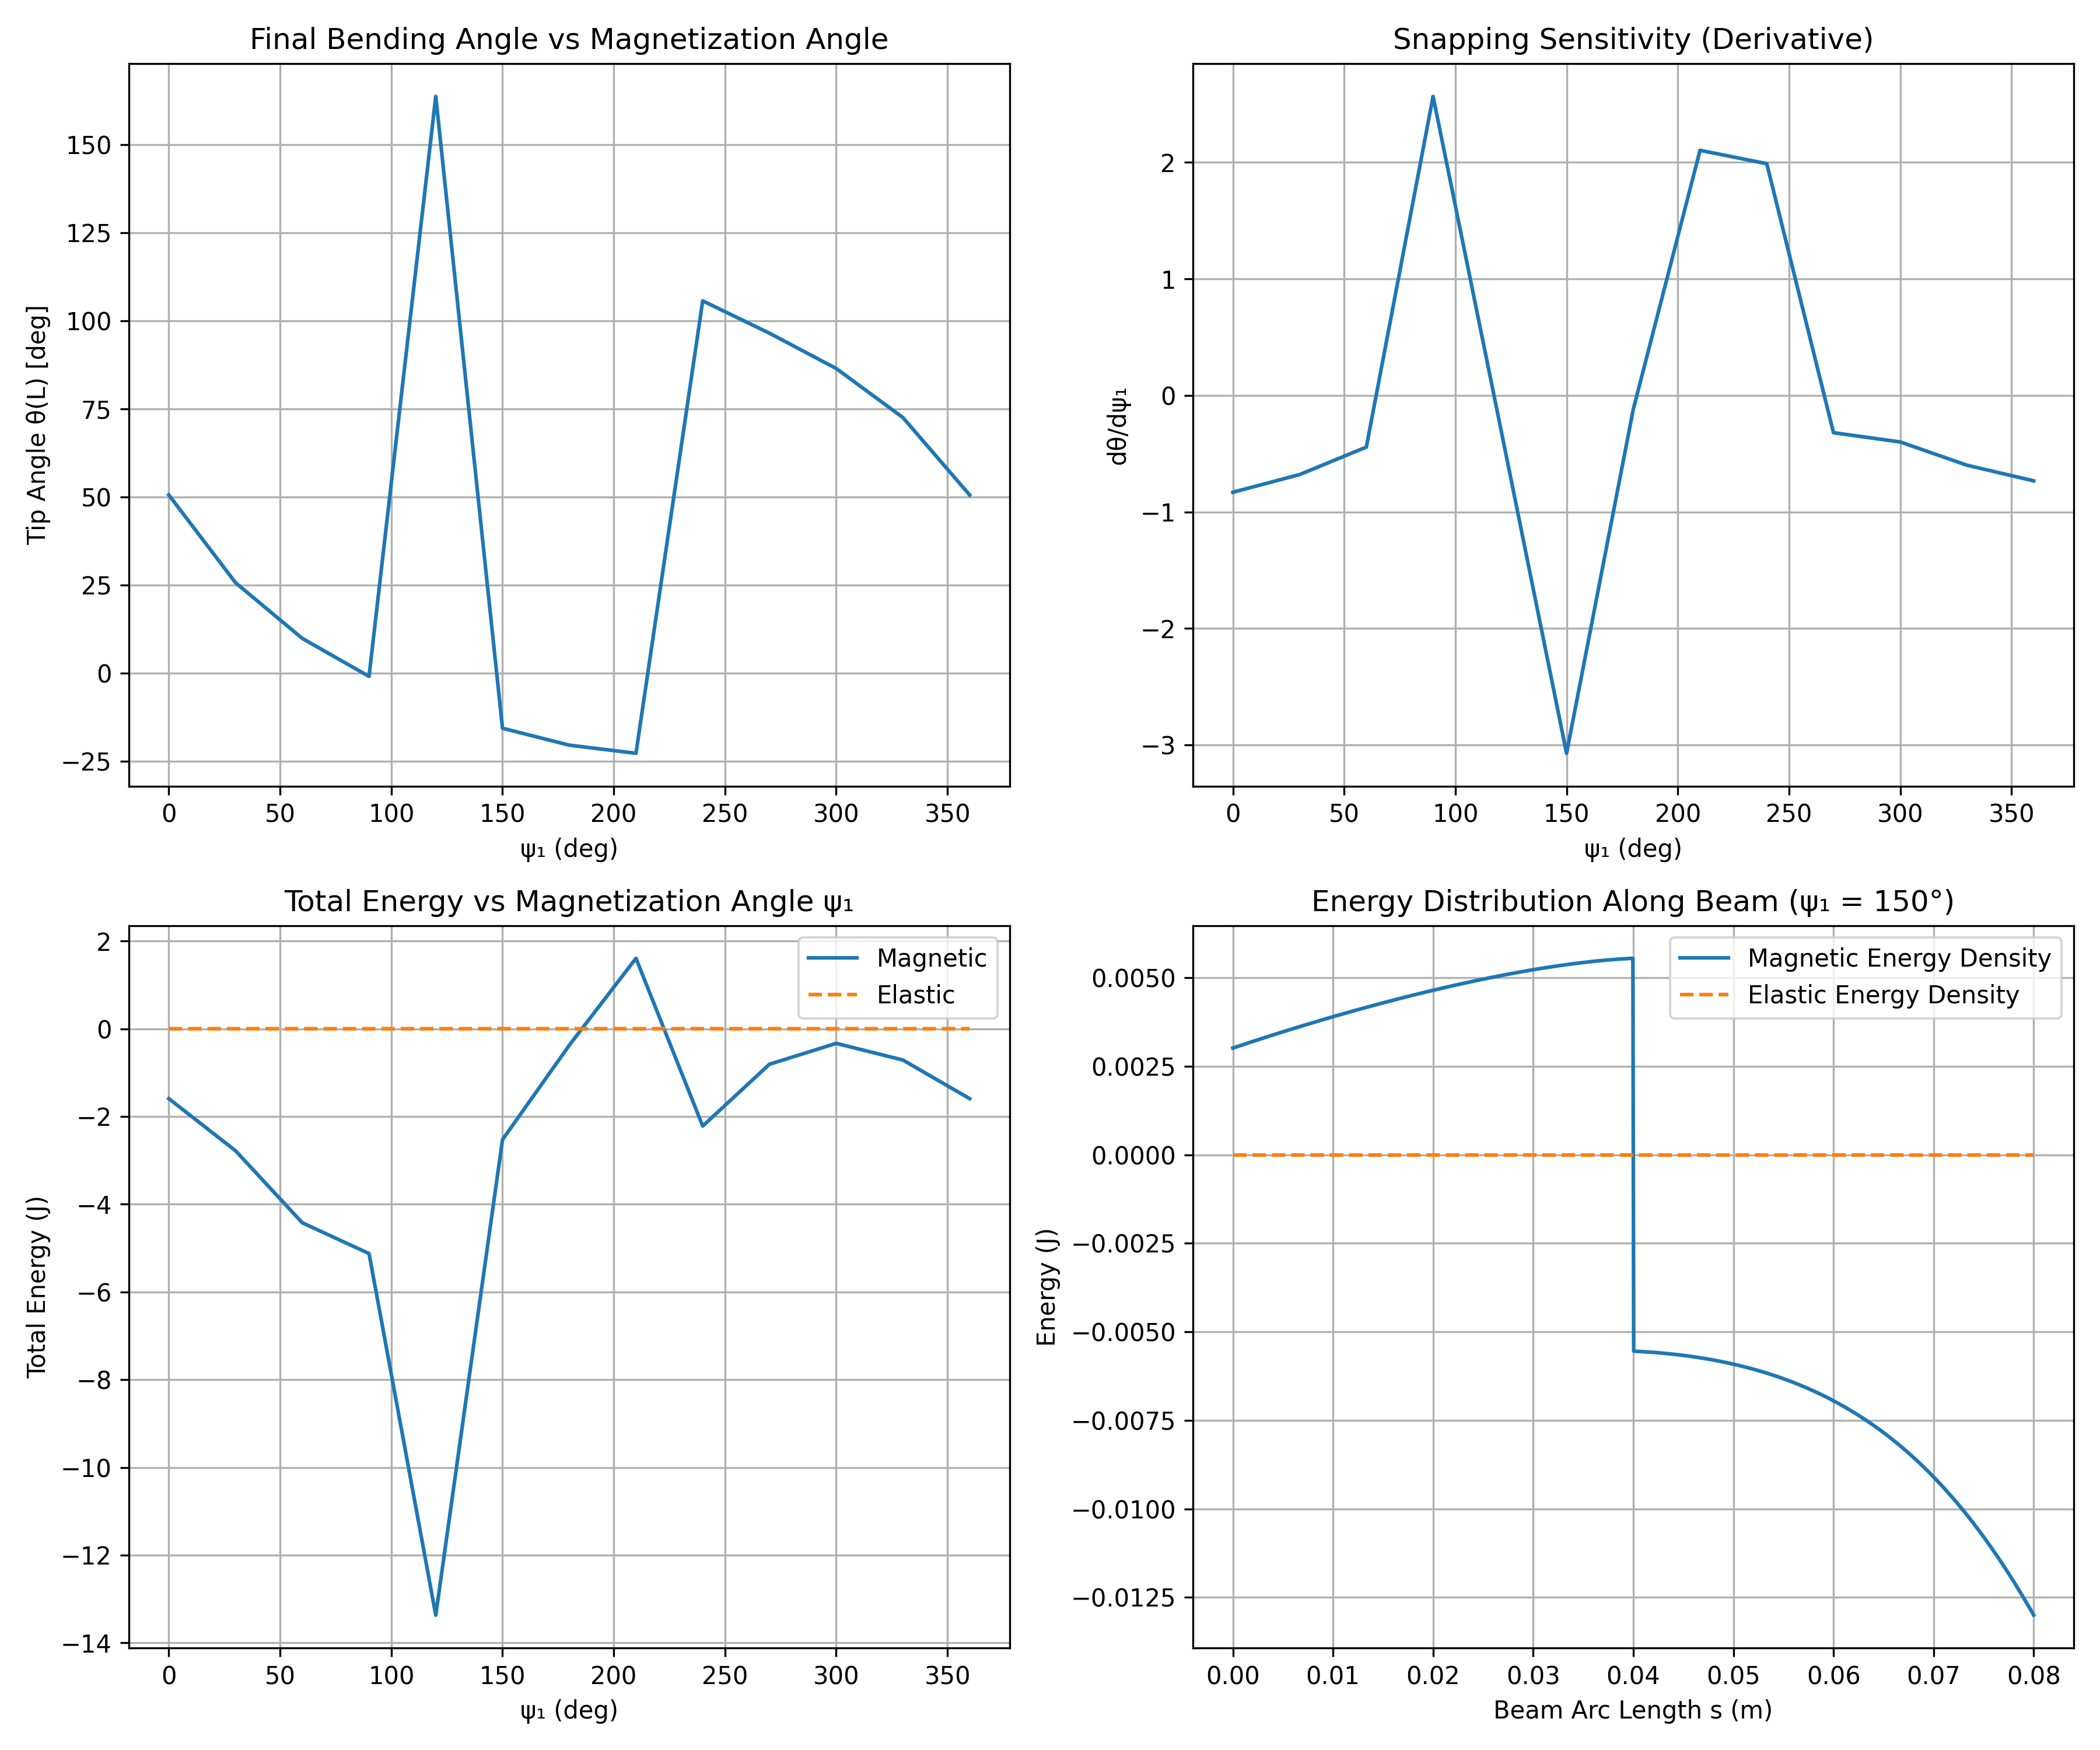 Final Bending Angle vs Magnetization Angle
Tip Angle θ(L) [deg]
150
125
100
75
50
25
0
−25
0 50 100 150 200 250 300 350
ψ₁ (deg)
Snapping Sensitivity (Derivative)
dθ/dψ₁
2
1
0
−1
−2
−3
0 50 100 150 200 250 300 350
ψ₁ (deg)
Total Energy vs Magnetization Angle ψ₁
Total Energy (J)
2
0
−2
−4
−6
−8
−10
−12
−14
Magnetic
Elastic
0 50 100 150 200 250 300 350
ψ₁ (deg)
Energy Distribution Along Beam (ψ₁ = 150°)
Energy (J)
0.0050
0.0025
0.0000
−0.0025
−0.0050
−0.0075
−0.0100
−0.0125
Magnetic Energy Density
Elastic Energy Density
0.00 0.01 0.02 0.03 0.04 0.05 0.06 0.07 0.08
Beam Arc Length s (m)